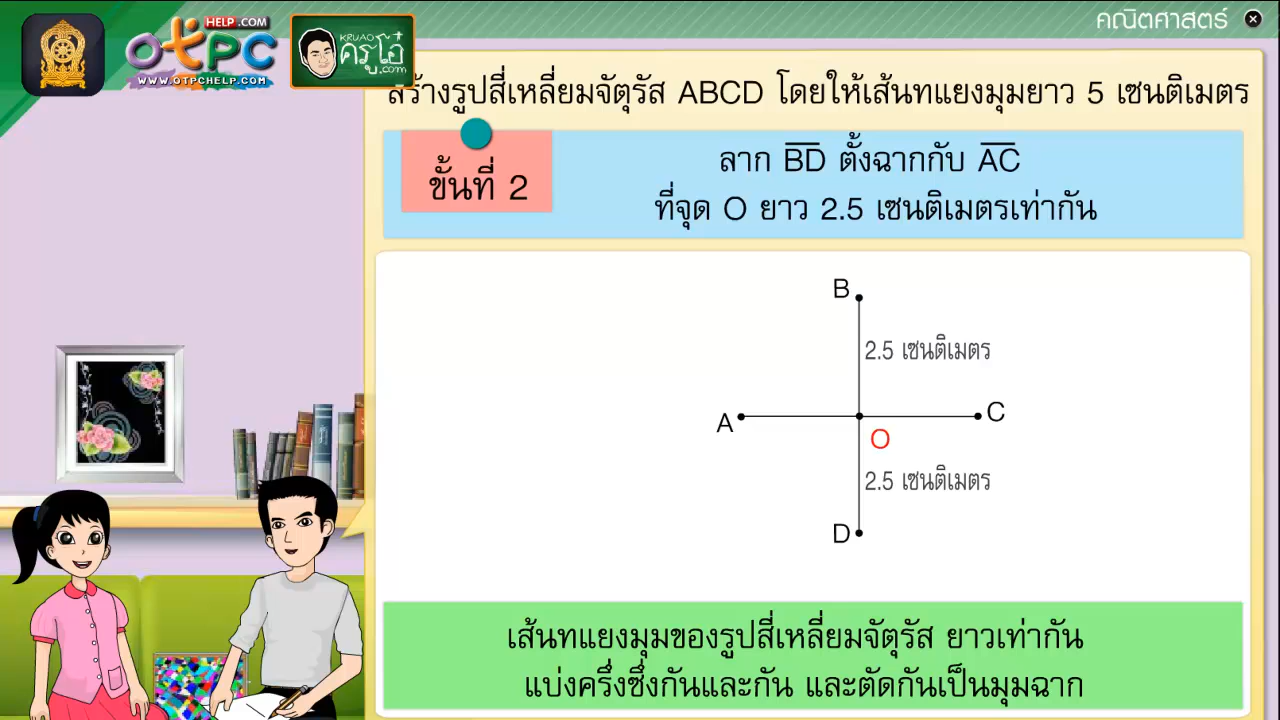 คณิตศาสตร์
OTPC
HELP.COM
WWW.OTPCHELP.COM
KRUAO
ครูโอ๋
.com
สร้างรูปสี่เหลี่ยมจัตุรัส ABCD โดยให้เส้นทแยงมุมยาว 5 เซนติเมตร
ขั้นที่ 2
ลาก BD ตั้งฉากกับ AC
ที่จุด O ยาว 2.5 เซนติเมตรเท่ากัน
B
2.5 เซนติเมตร
A
C
O
2.5 เซนติเมตร
D
เส้นทแยงมุมของรูปสี่เหลี่ยมจัตุรัส ยาวเท่ากัน
แบ่งครึ่งซึ่งกันและกัน และตัดกันเป็นมุมฉาก